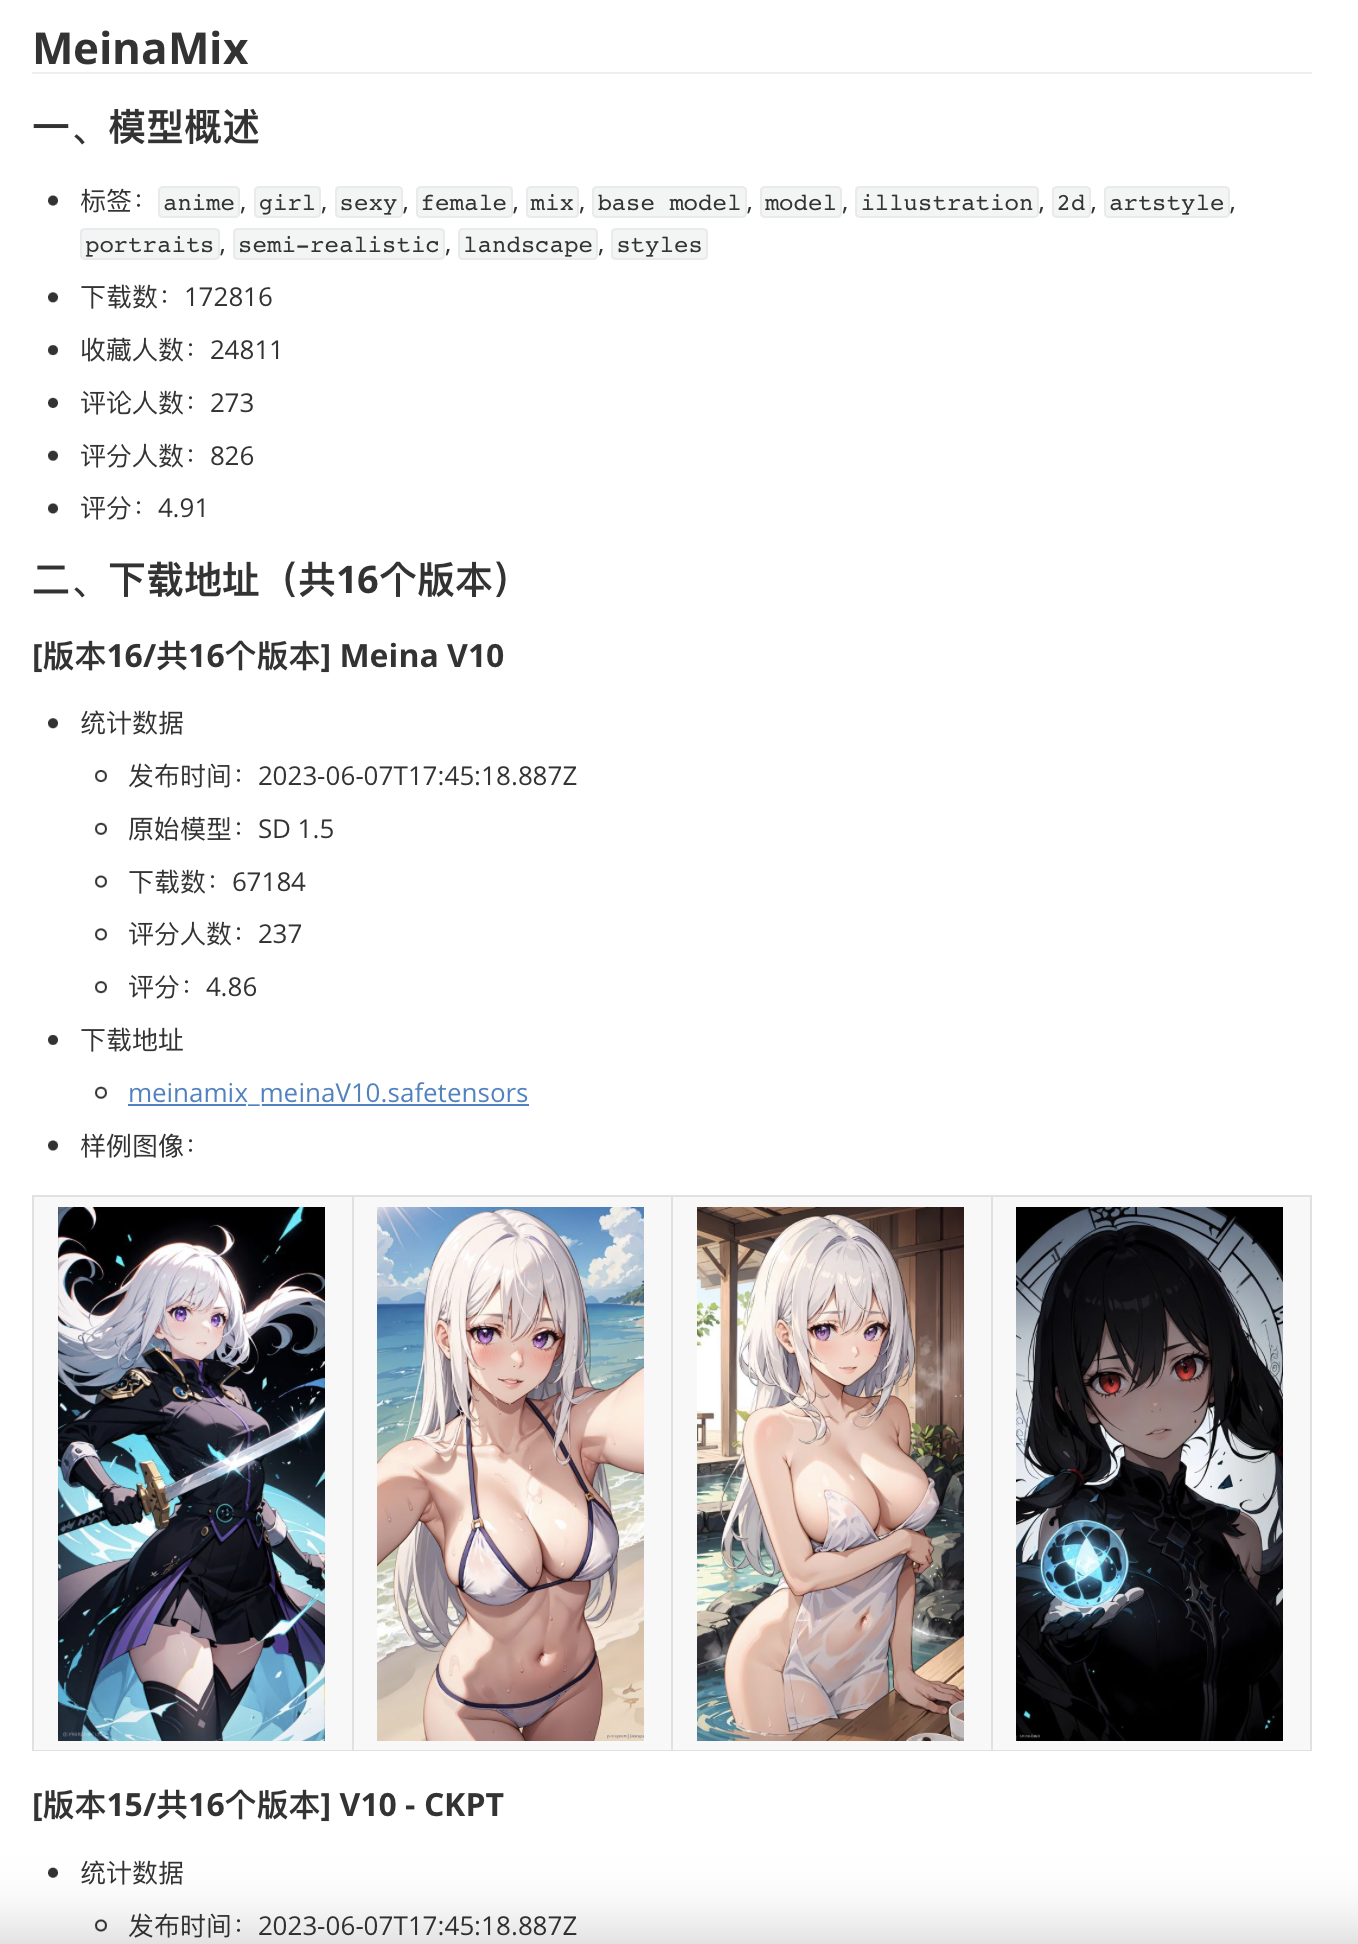 MeinaMix
一、模型概述
标签：anime, girl, sexy, female, mix, base model, model, illustration, 2d, artstyle,
portraits, semi-realistic, landscape, styles
下载数：172816
收藏人数：24811
评论人数：273
评分人数：826
评分：4.91
二、下载地址（共16个版本）
[版本16/共16个版本] Meina V10
统计数据
发布时间：2023-06-07T17:45:18.887Z
原始模型：SD 1.5
下载数：67184
评分人数：237
评分：4.86
下载地址
meinamix_meinaV10.safetensors
样例图像：
[版本15/共16个版本] V10 - CKPT
统计数据
发布时间：2023-06-07T17:45:18.887Z